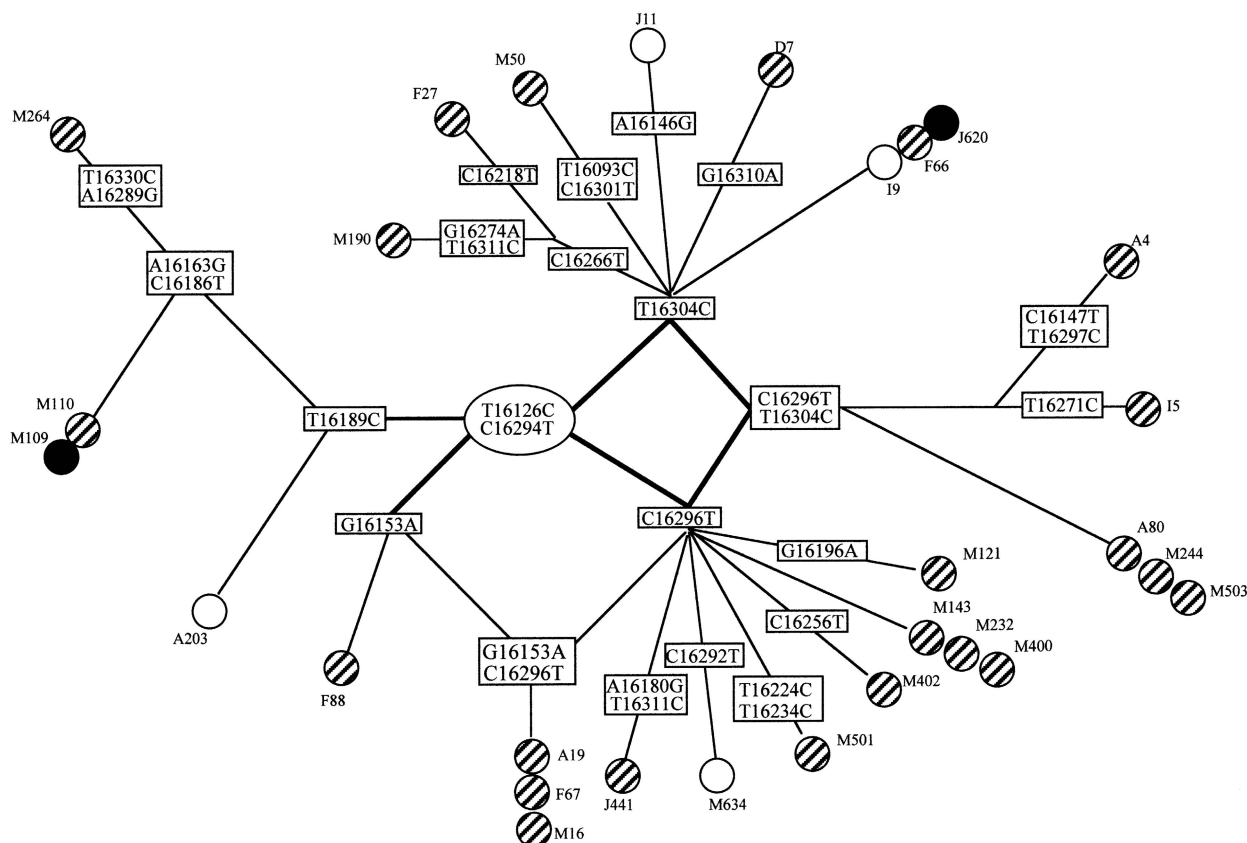 J11
D7
M50
F27
M264
A16146G
J620
F66
I9
T16330C
A16289G
C16218T
T16093C
C16301T
G16310A
M190
G16274A
T16311C
C16266T
A4
A16163G
C16186T
T16304C
C16147T
T16297C
M110
M109
T16189C
T16126C
C16294T
C16296T
T16304C
T16271C
I5
G16153A
C16296T
A80
M244
M503
G16196A
M121
M143
M232
M400
C16256T
A203
F88
G16153A
C16296T
C16292T
M402
A16180G
T16311C
T16224C
T16234C
M501
A19
F67
M16
J441
M634